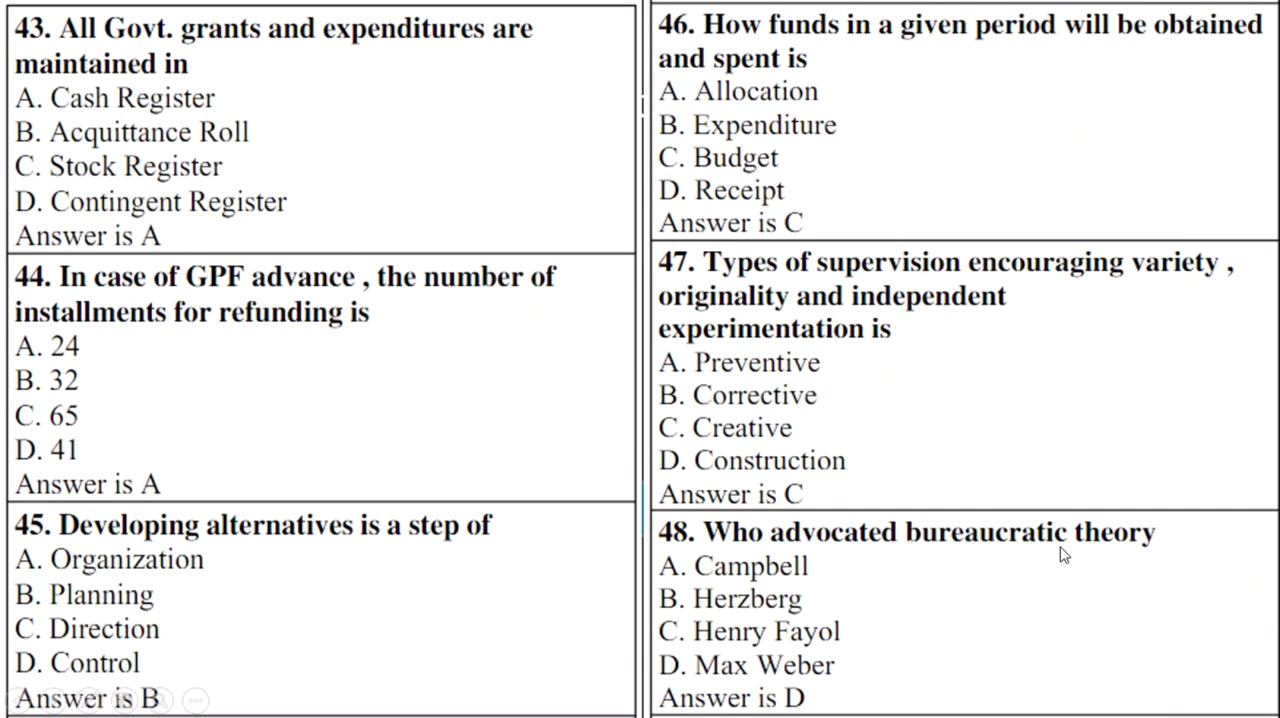 43. All Govt. grants and expenditures are
maintained in
A. Cash Register
B. Acquittance Roll
C. Stock Register
D. Contingent Register
Answer is A
44. In case of GPF advance , the number of
installments for refunding is
A. 24
B. 32
C. 65
D. 41
Answer is A
45. Developing alternatives is a step of
A. Organization
B. Planning
C. Direction
D. Control
Answer is B
46. How funds in a given period will be obtained
and spent is
A. Allocation
B. Expenditure
C. Budget
D. Receipt
Answer is C
47. Types of supervision encouraging variety ,
originality and independent
experimentation is
A. Preventive
B. Corrective
C. Creative
D. Construction
Answer is C
48. Who advocated bureaucratic theory
A. Campbell
B. Herzberg
C. Henry Fayol
D. Max Weber
Answer is D